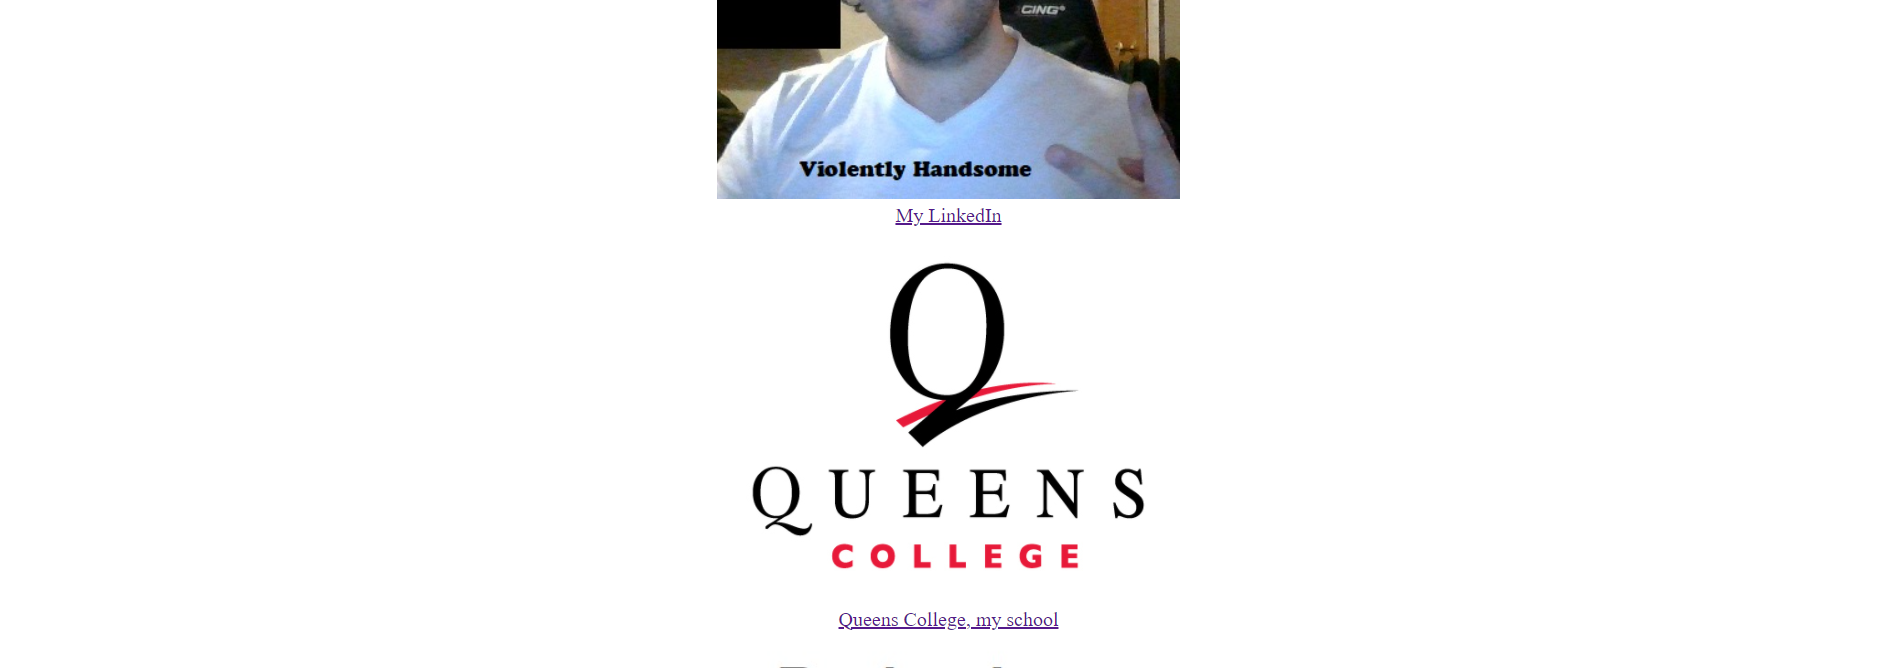 CING®
Violently Handsome
My LinkedIn
QUEENS
COLLEGE
Queens College, my school